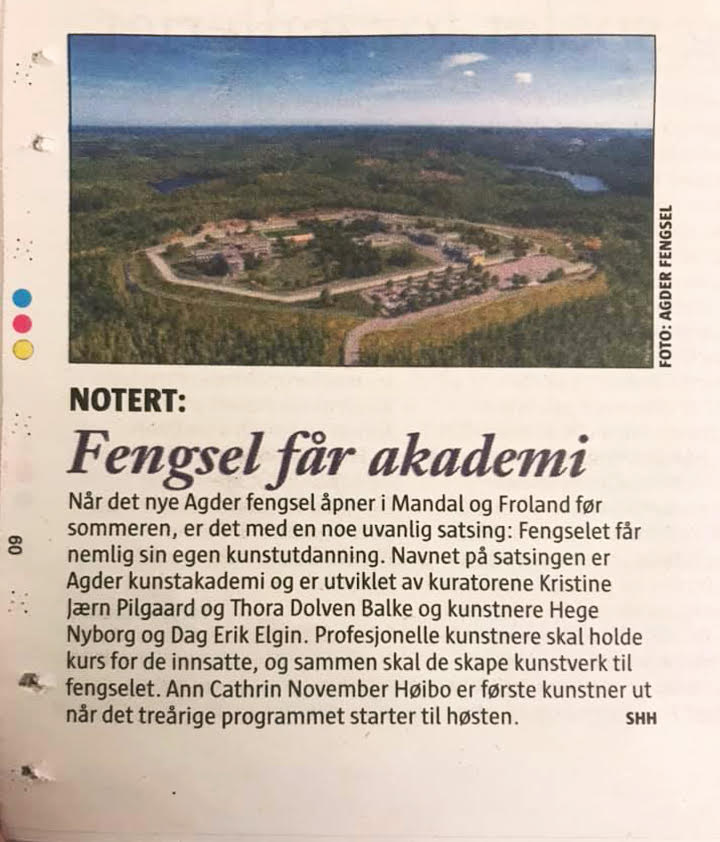 FOTO: AGDER FENGSEL
NOTERT:
Fengsel får akademi
Når det nye Agder fengsel åpner i Mandal og Froland før
sommeren, er det med en noe uvanlig satsing: Fengselet får
nemlig sin egen kunstutdanning. Navnet på satsingen er
Agder kunstakademi og er utviklet av kuratorene Kristine
Jærn Pilgaard og Thora Dolven Balke og kunstnere Hege
Nyborg og Dag Erik Elgin. Profesjonelle kunstnere skal holde
kurs for de innsatte, og sammen skal de skape kunstverk til
fengselet. Ann Cathrin November Høibo er første kunstner ut
når det treårige programmet starter til høsten. SHH
09